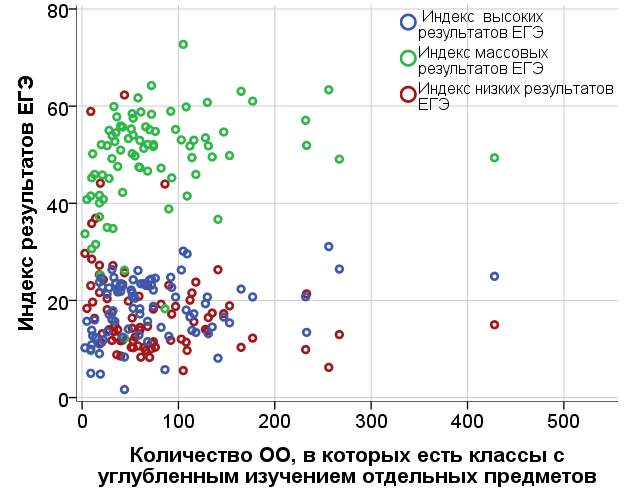 Индекс высоких
результатов ЕГЭ
Индекс массовых
результатов ЕГЭ
Индекс низких результатов
ЕГЭ
Индекс результатов ЕГЭ
80
60
40
20
0
0 100 200 300 400 500
Количество ОО, в которых есть классы с
углубленным изучением отдельных предметов